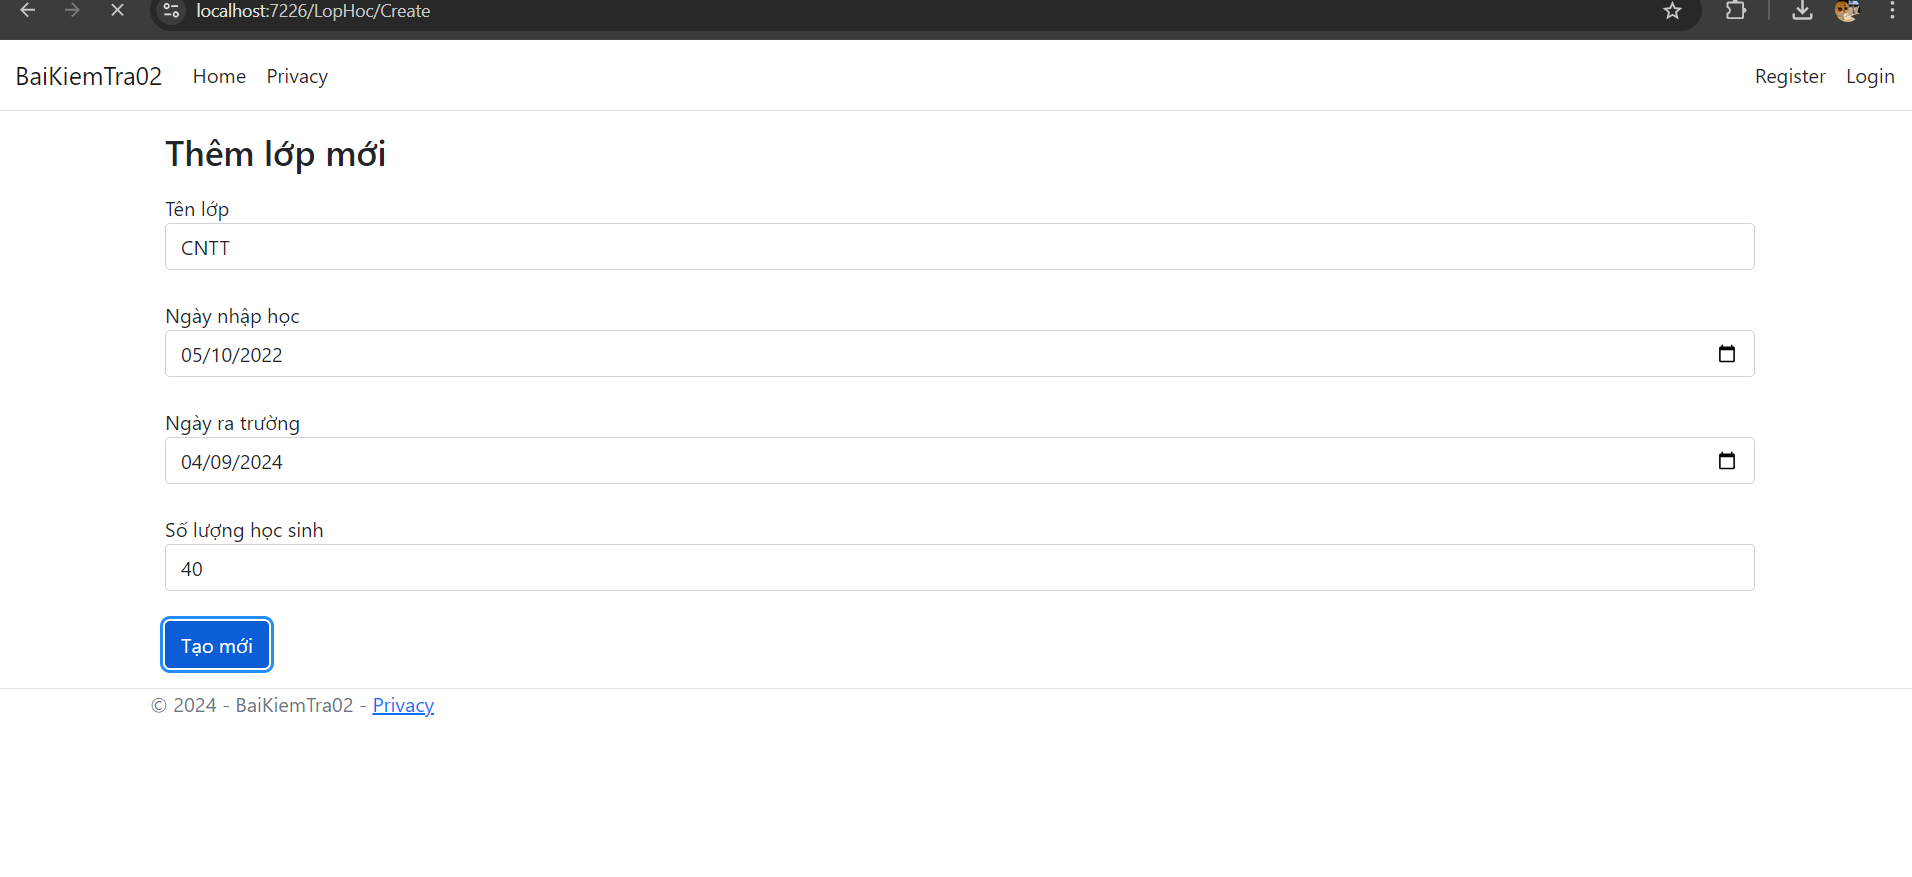 localhost:7226/LopHoc/Create
BaiKiemTra02 Home Privacy Register Login
Thêm lớp mới
Tên lớp
CNTT
Ngày nhập học
05/10/2022
Ngày ra trường
04/09/2024
Số lượng học sinh
40
Tạo mới
© 2024 - BaiKiemTra02 - Privacy